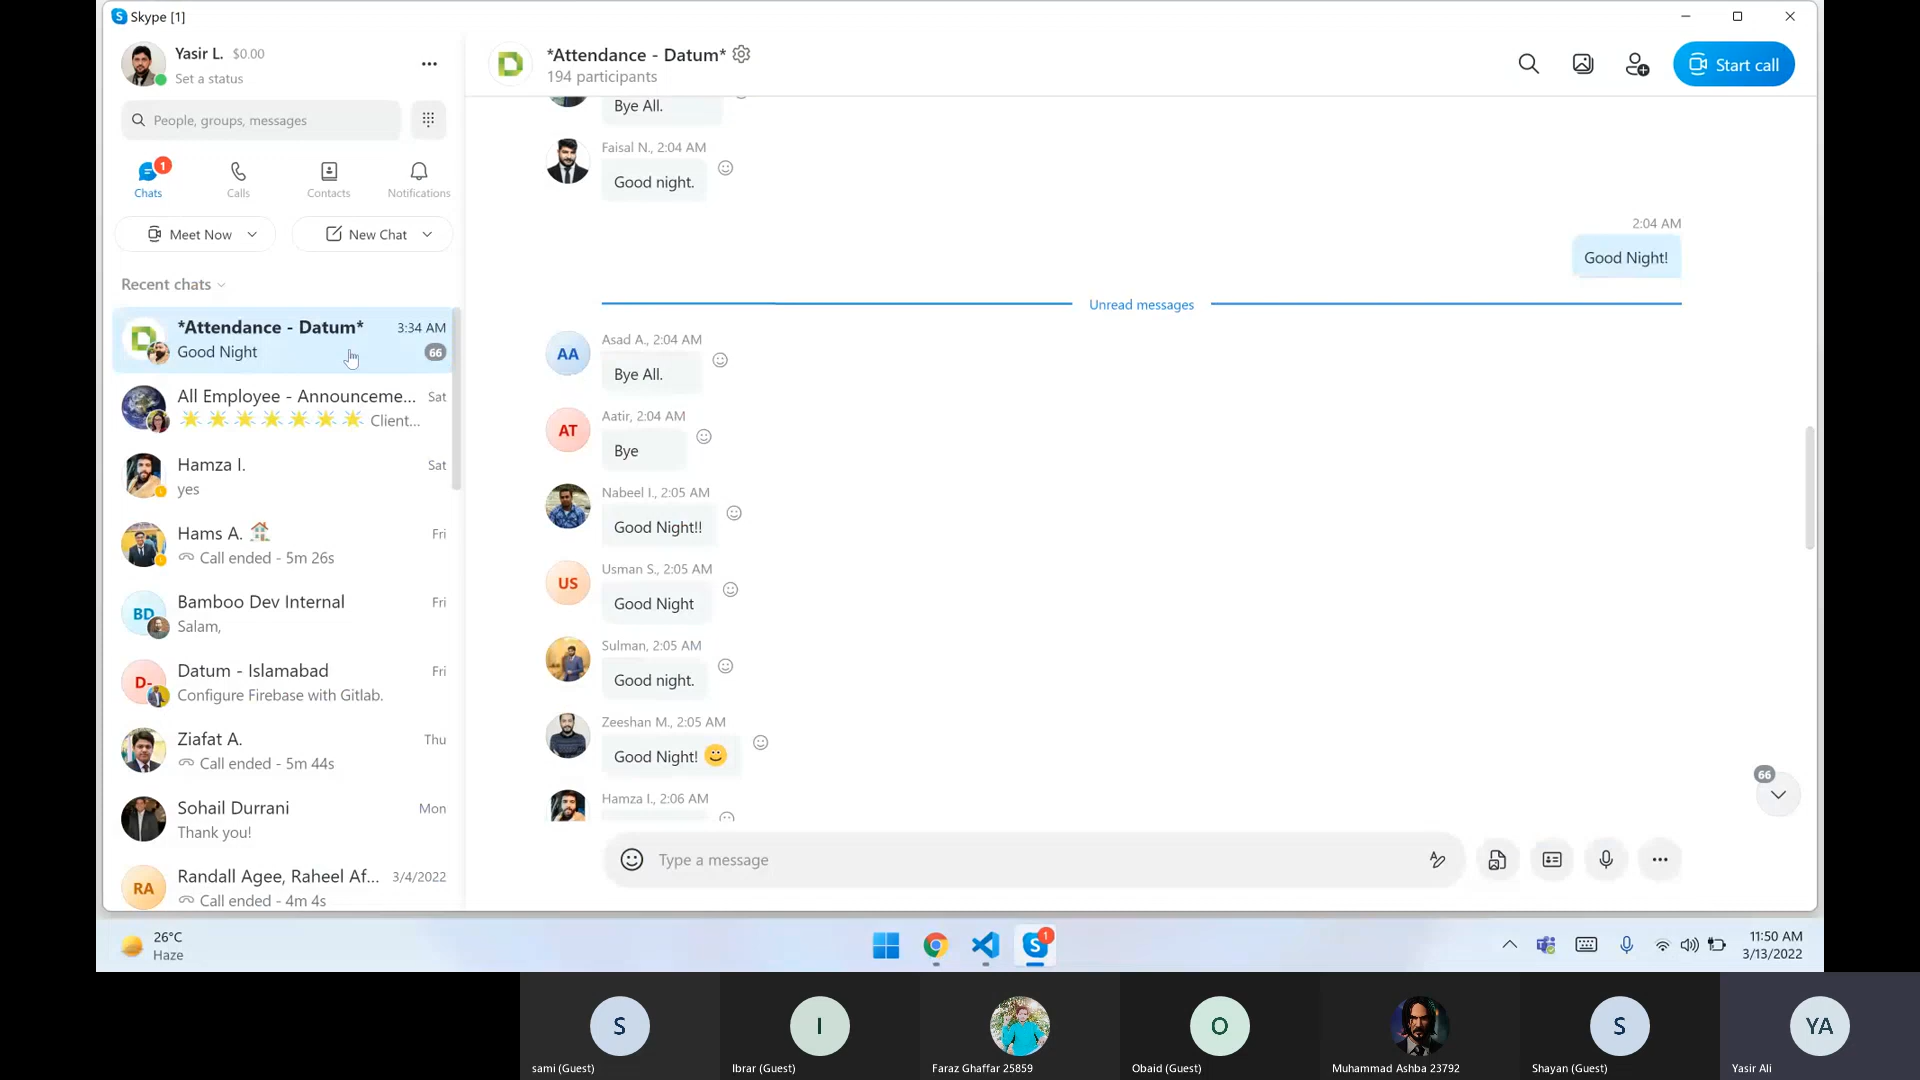 Skype [1]
Yasir L. $0.00
Set a status
People, groups, messages
1
Chats
Calls
Contacts
Notifications
Meet Now
New Chat
Recent chats
*Attendance - Datum* 3:34 AM
Good Night 66
All Employee - Announceme... Sat
Client...
Hamza I. Sat
yes
Hams A. Fri
Call ended - 5m 26s
BD
Bamboo Dev Internal Fri
Salam,
D-
Datum - Islamabad Fri
Configure Firebase with Gitlab.
Ziafat A. Thu
Call ended - 5m 44s
Sohail Durrani Mon
Thank you!
RA
Randall Agee, Raheel Af... 3/4/2022
Call ended - 4m 4s
*Attendance - Datum*
194 participants
Start call
Bye All.
Faisal N., 2:04 AM
Good night.
2:04 AM
Good Night!
Unread messages
AA
Asad A., 2:04 AM
Bye All.
AT
Aatir, 2:04 AM
Bye
Nabeel I., 2:05 AM
Good Night!!
US
Usman S., 2:05 AM
Good Night
Sulman, 2:05 AM
Good night.
Zeeshan M., 2:05 AM
Good Night!
Hamza I., 2:06 AM
66
Type a message
26°C
Haze
1
11:50 AM
3/13/2022
S
sami (Guest)
I
Ibrar (Guest)
Faraz Ghaffar 25859
O
Obaid (Guest)
Muhammad Ashba 23792
S
Shayan (Guest)
YA
Yasir Ali